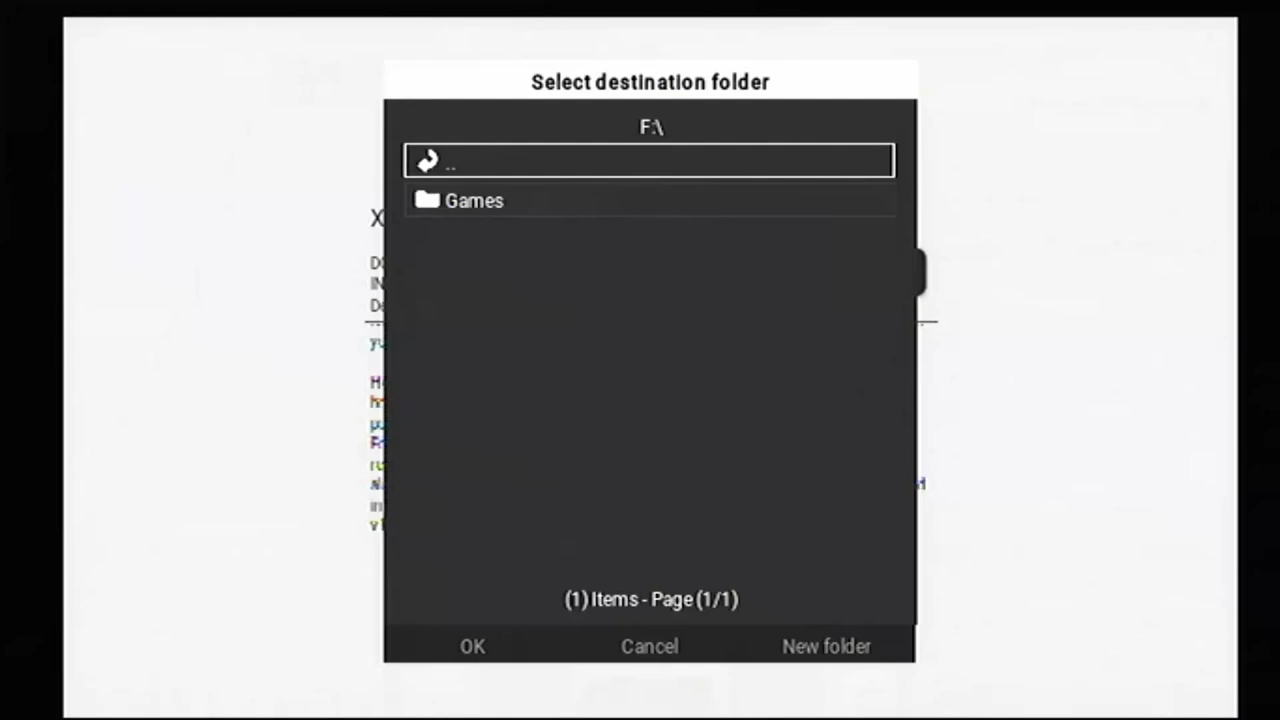 Select destination folder
F:\
..
Games
(1) Items - Page (1/1)
OK
Cancel
New folder